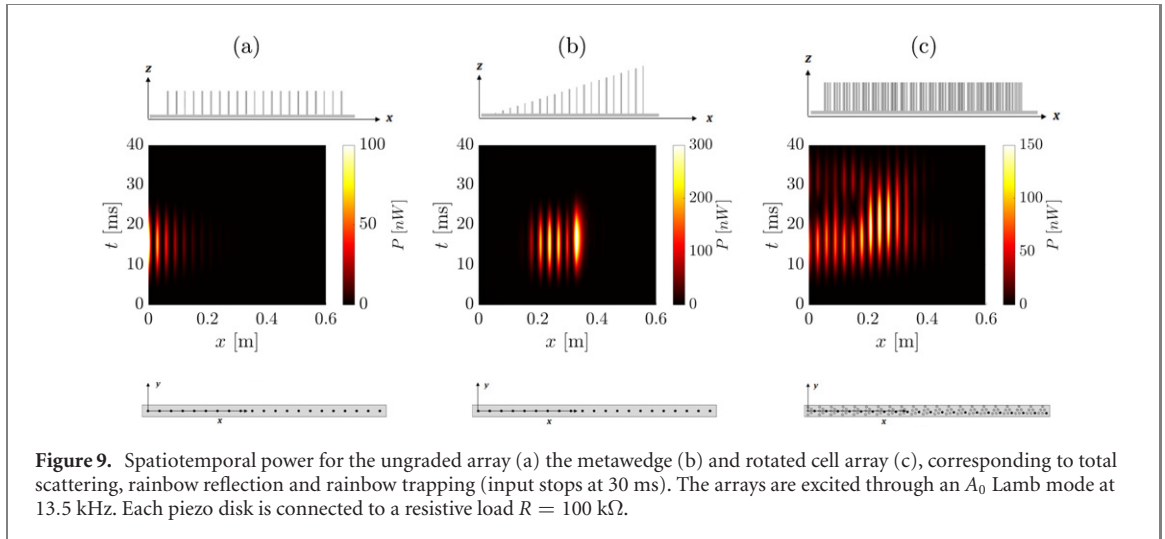 (a) (b) (c)
z z z
x x x
40 100 40 300 40 150
30 30 30
200 100
20 50 20 20
100 50
10 10 10
0 0 0 0 0 0
t [ms] P [nW] t [ms] P [nW] t [ms] P [nW]
0 0.2 0.4 0.6 0 0.2 0.4 0.6 0 0.2 0.4 0.6
x [m] x [m] x [m]
y y y
x x x
Figure 9. Spatiotemporal power for the ungraded array (a) the metawedge (b) and rotated cell array (c), corresponding to total
scattering, rainbow reflection and rainbow trapping (input stops at 30 ms). The arrays are excited through an A₀ Lamb mode at
13.5 kHz. Each piezo disk is connected to a resistive load R = 100 kΩ.